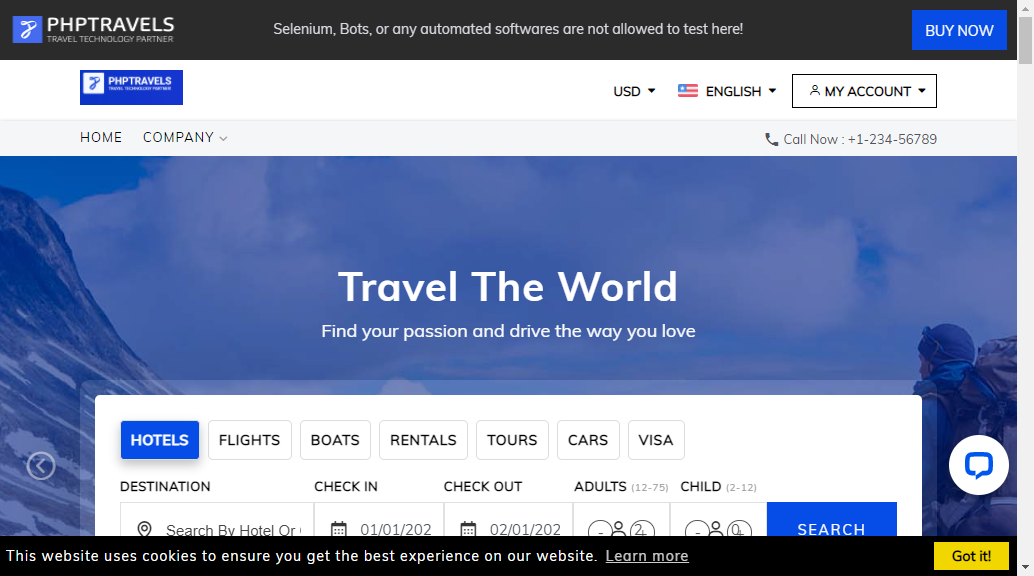 PHPTRAVELS
TRAVEL TECHNOLOGY PARTNER
Selenium, Bots, or any automated softwares are not allowed to test here!
BUY NOW
PHPTRAVELS
TRAVEL TECHNOLOGY PARTNER
USD
ENGLISH
MY ACCOUNT
HOME
COMPANY
Call Now : +1-234-56789
Travel The World
Find your passion and drive the way you love
HOTELS
FLIGHTS
BOATS
RENTALS
TOURS
CARS
VISA
DESTINATION
CHECK IN
CHECK OUT
ADULTS (12-75)
CHILD (2-12)
Search By Hotel Or
01/01/202
02/01/202
- 2
- 0
SEARCH
This website uses cookies to ensure you get the best experience on our website. Learn more
Got it!